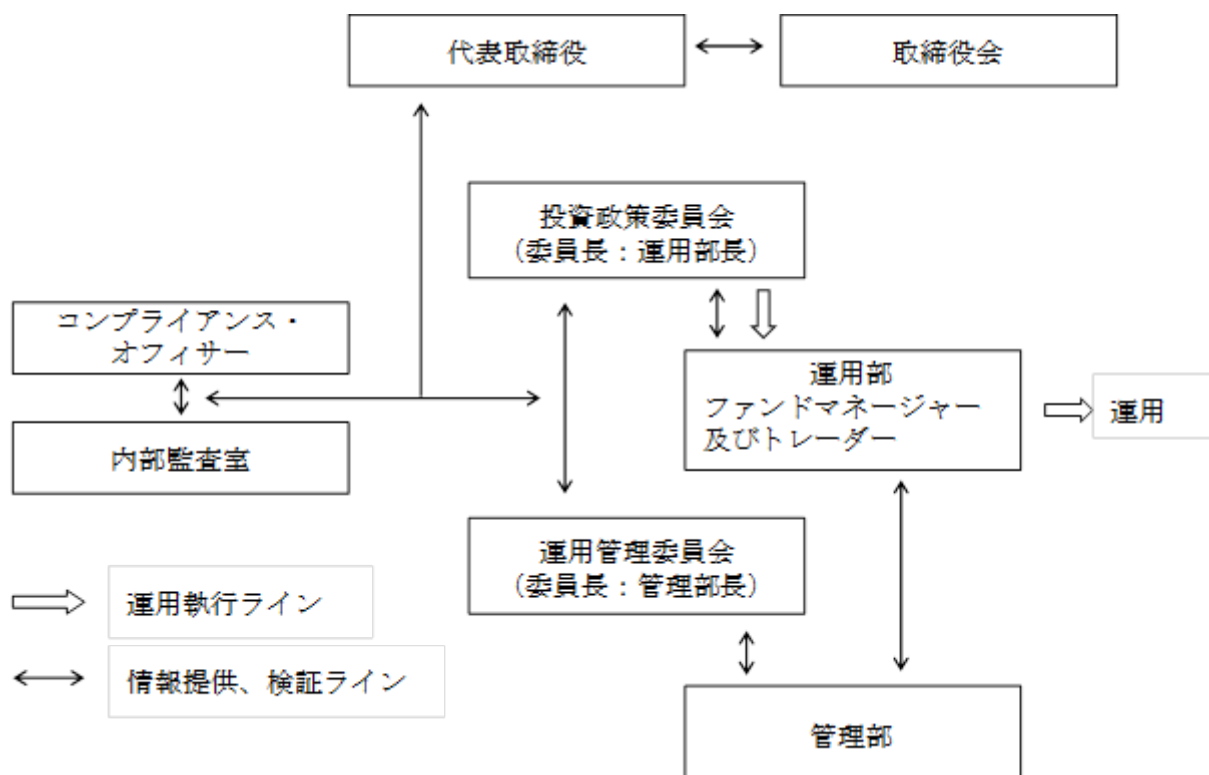 代表取締役
取締役会
投資政策委員会
（委員長：運用部長）
コンプライアンス・
オフィサー
運用部
ファンドマネージャー
及びトレーダー
運用
内部監査室
運用管理委員会
（委員長：管理部長）
運用執行ライン
情報提供、検証ライン
管理部